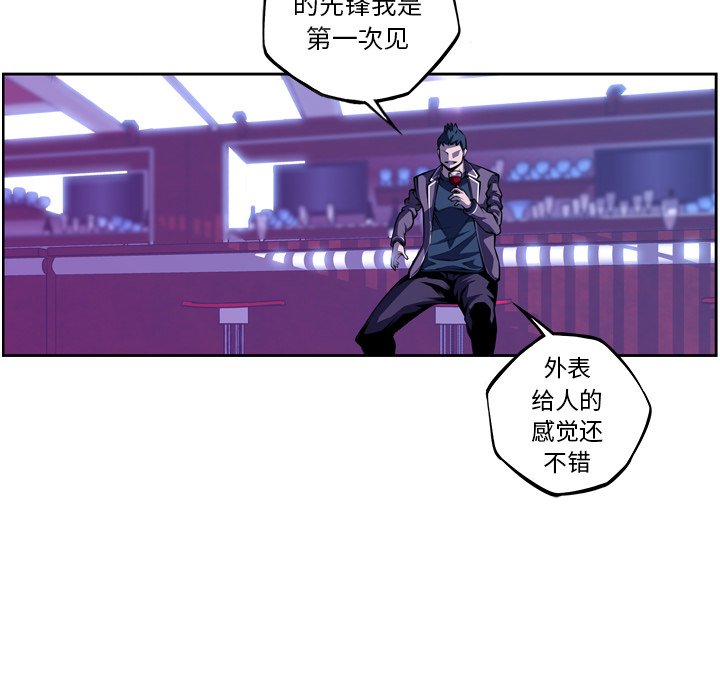 的先锋我是
第一次见
外表
给人的
感觉还
不错